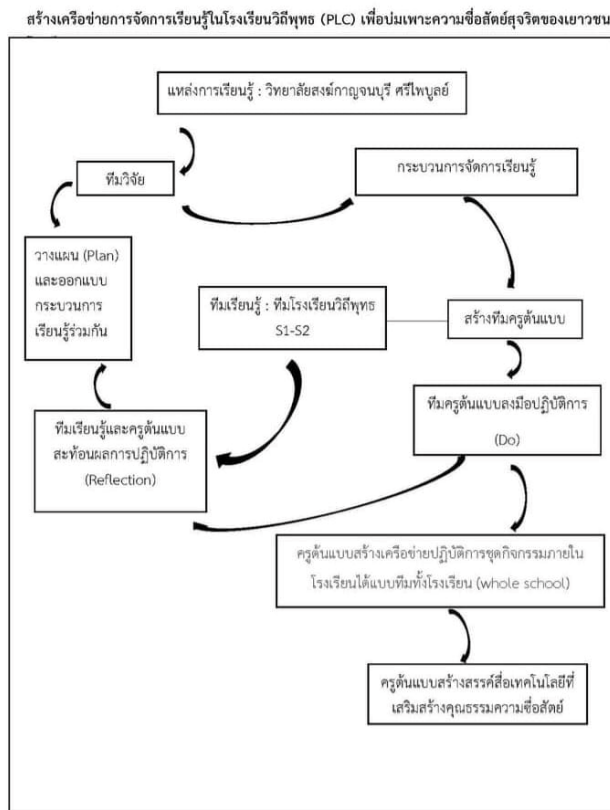 สร้างเครือข่ายการจัดการเรียนรู้ในโรงเรียนวิถีพุทธ (PLC) เพื่อบ่มเพาะความซื่อสัตย์สุจริตของเยาวชน
แหล่งการเรียนรู้ : วิทยาลัยสงฆ์กาญจนบุรี ศรีไพบูลย์
ทีมวิจัย
กระบวนการจัดการเรียนรู้
วางแผน (Plan)
และออกแบบ
กระบวนการ
เรียนรู้ร่วมกัน
ทีมเรียนรู้ : ทีมโรงเรียนวิถีพุทธ
S1-S2
สร้างทีมครูต้นแบบ
ทีมเรียนรู้และครูต้นแบบ
สะท้อนผลการปฏิบัติการ
(Reflection)
ทีมครูต้นแบบลงมือปฏิบัติการ
(Do)
ครูต้นแบบสร้างเครือข่ายปฏิบัติการชุดกิจกรรมภายใน
โรงเรียนได้แบบทีมทั้งโรงเรียน (whole school)
ครูต้นแบบสร้างสรรค์สื่อเทคโนโลยีที่
เสริมสร้างคุณธรรมความซื่อสัตย์